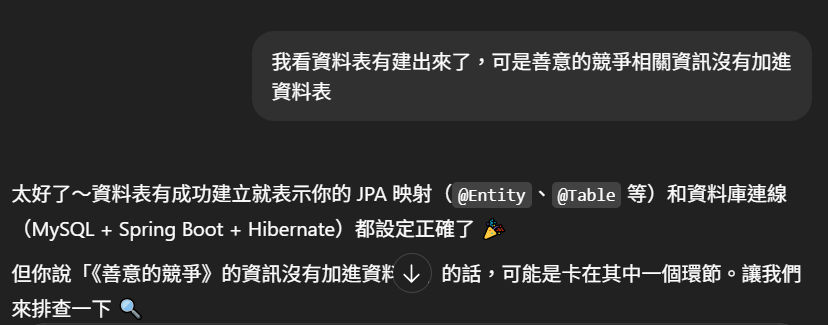 我看資料表有建出來了，可是善意的競爭相關資訊沒有加進
資料表
太好了～資料表有成功建立就表示你的 JPA 映射（@Entity、@Table 等）和資料庫連線
（MySQL + Spring Boot + Hibernate）都設定正確了 🎉
但你說「《善意的競爭》的資訊沒有加進資料 的話，可能是卡在其中一個環節。讓我們
來排查一下 🔍